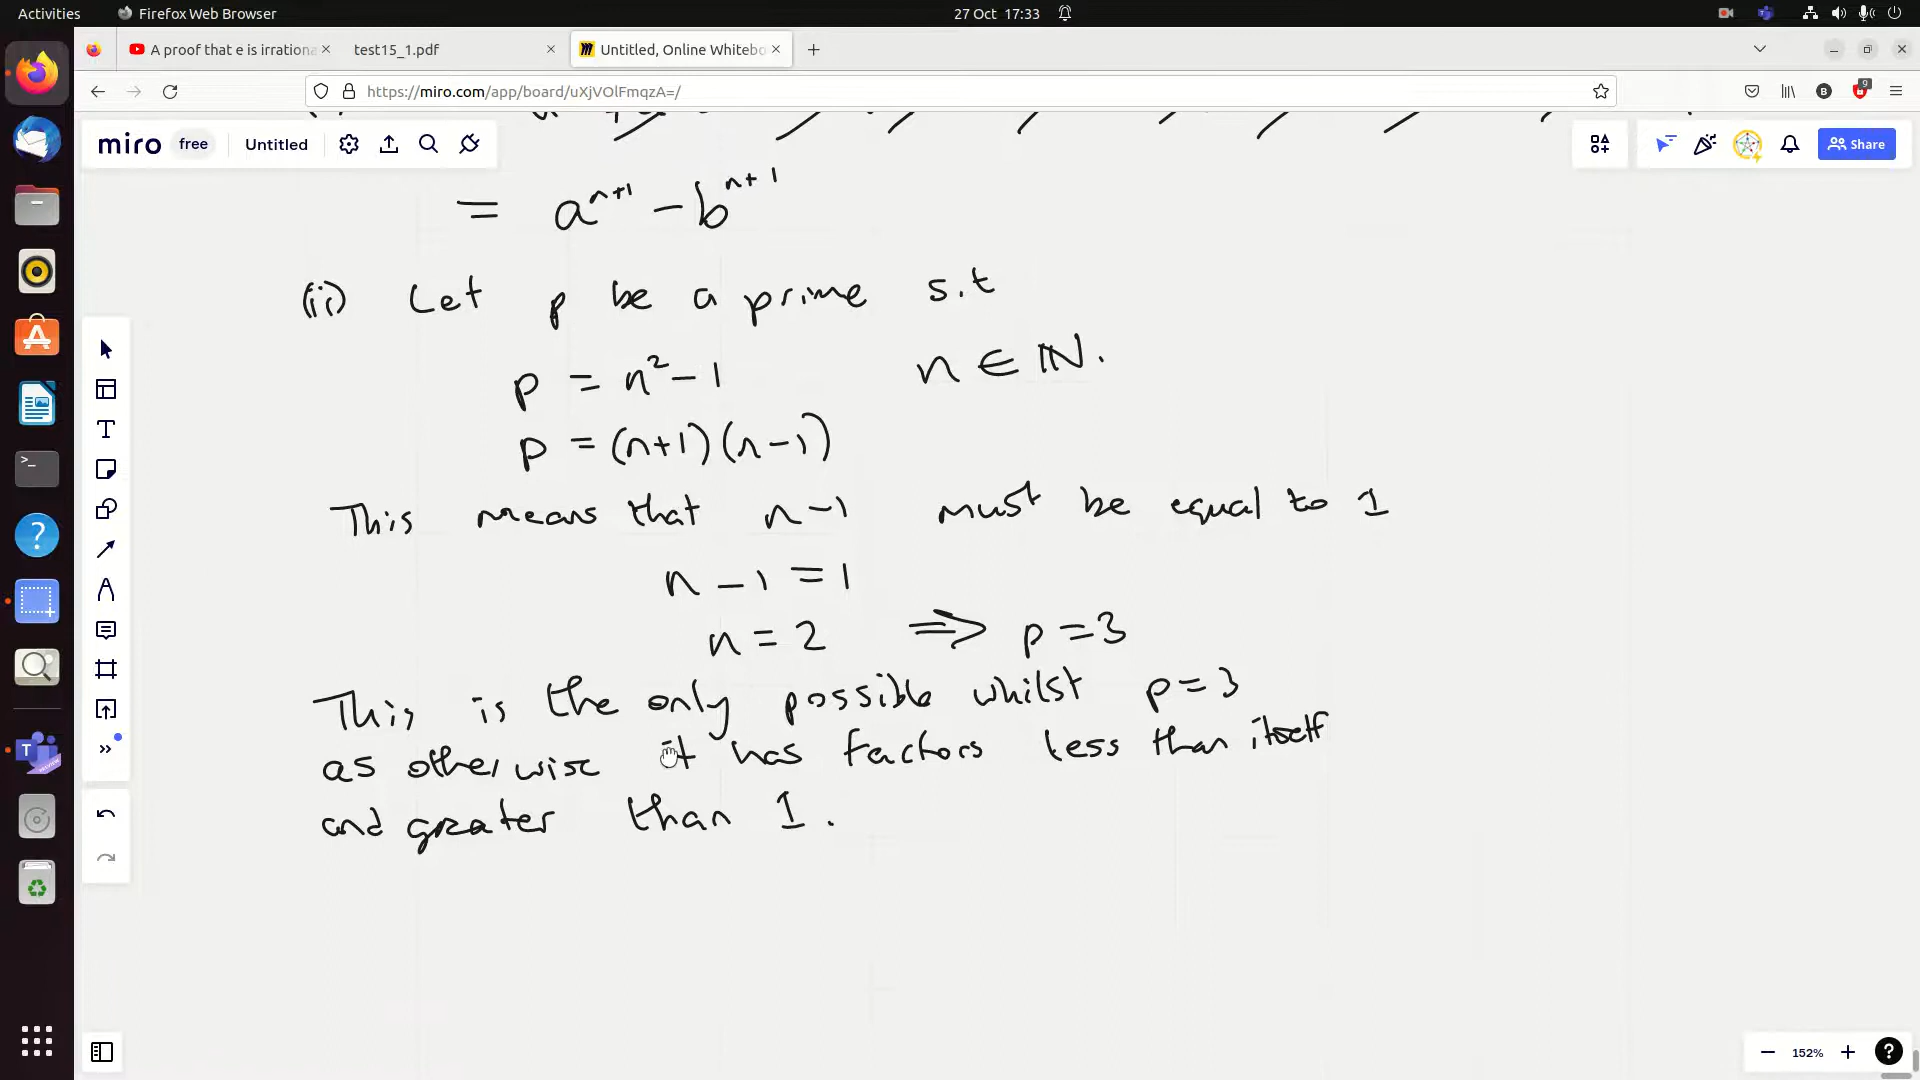 Activities
Firefox Web Browser
27 Oct 17:33
A proof that e is irrationa
test15_1.pdf
Untitled, Online Whitebo
https://miro.com/app/board/uXjVOlFmqzA=/
miro
free
Untitled
Share
= a^{n+1} - b^{n+1}
(ii) Let p be a prime s.t
p = n² - 1 n ∈ ℕ.
p = (n+1)(n-1)
This means that n-1 must be equal to 1
n - 1 = 1
n = 2 ⇒ p = 3
This is the only possible whilst p = 3
as otherwise it has factors less than itself
and greater than 1.
152%